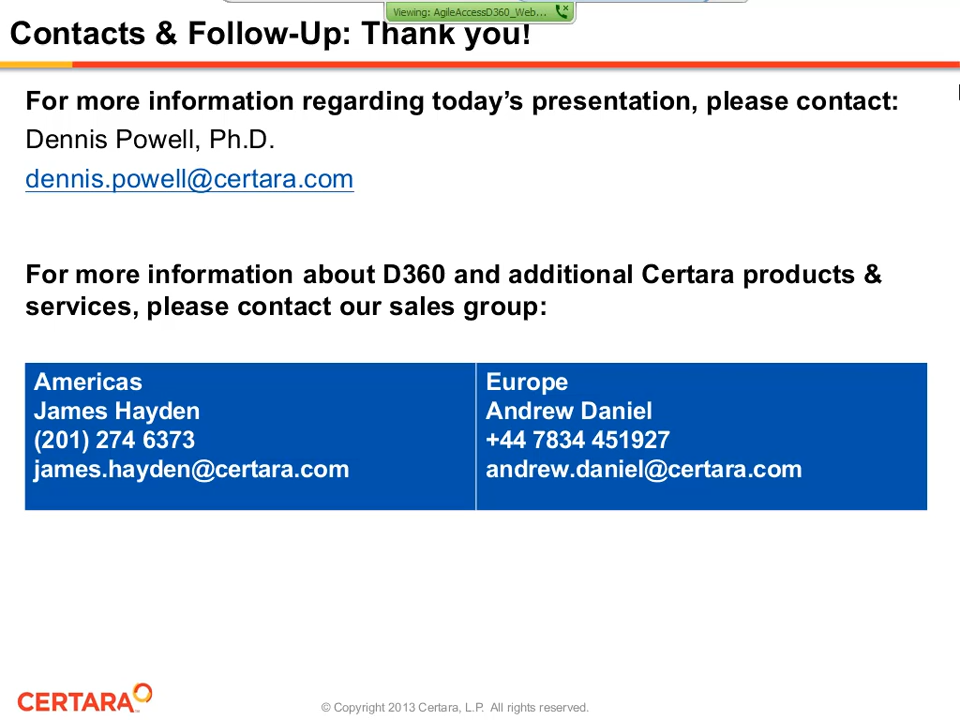 Viewing: AgileAccessD360_Web...
Contacts & Follow-Up: Thank you!
For more information regarding today’s presentation, please contact:
Dennis Powell, Ph.D.
dennis.powell@certara.com
For more information about D360 and additional Certara products &
services, please contact our sales group:
Americas
James Hayden
(201) 274 6373
james.hayden@certara.com
Europe
Andrew Daniel
+44 7834 451927
andrew.daniel@certara.com
CERTARA
© Copyright 2013 Certara, L.P. All rights reserved.